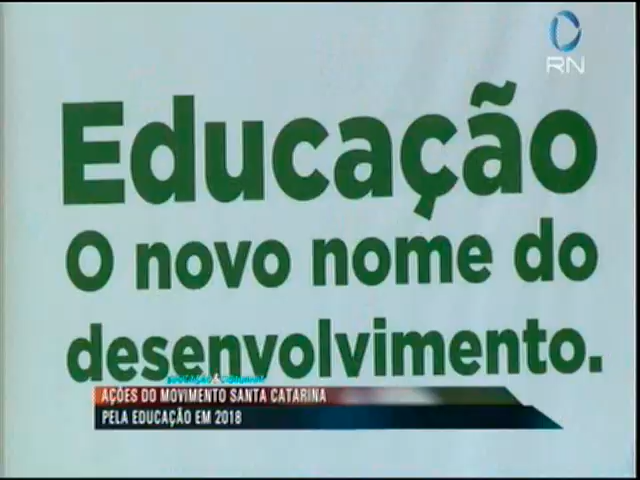 RN
Educação
O novo nome do
desenvolvimento.
AÇÕES DO MOVIMENTO SANTA CATARINA
PELA EDUCAÇÃO EM 2018